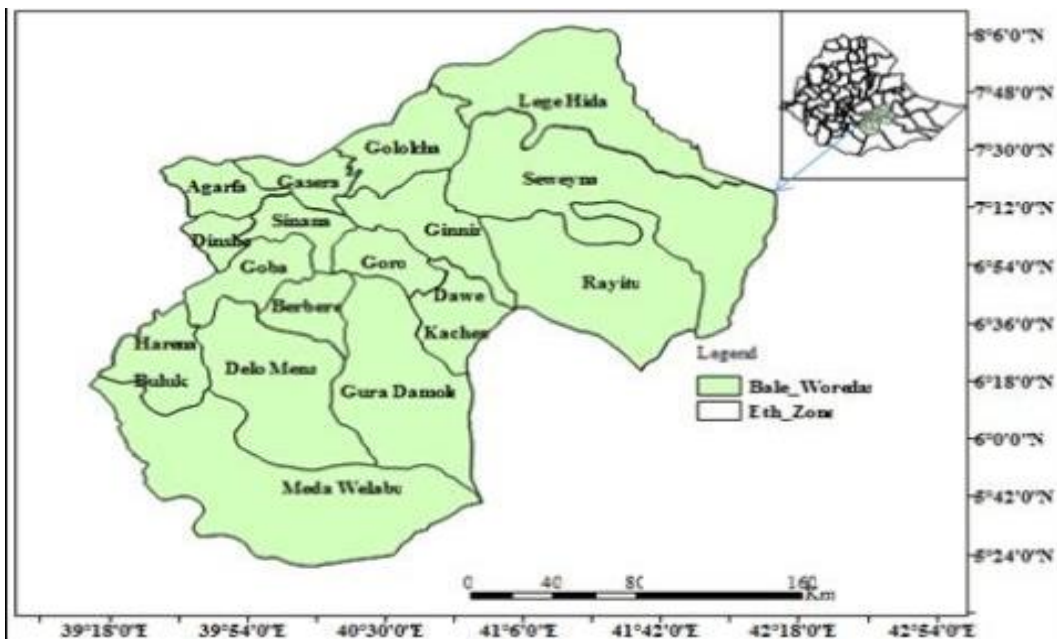 8°6'0"N
7°48'0"N
7°30'0"N
7°12'0"N
6°54'0"N
6°36'0"N
6°18'0"N
6°0'0"N
5°42'0"N
5°24'0"N
Lege Hida
Golokha
Seweyna
Agarfa
Gasera
Sinana
Ginnir
Dinsho
Goba
Goro
Rayitu
Dawe
Kachen
Berbere
Harena
Buluk
Delo Mena
Gura Damole
Meda Welabu
Legend
Bale_Woredas
Eth_Zone
0 40 80 160
Km
39°18'0"E 39°54'0"E 40°30'0"E 41°6'0"E 41°42'0"E 42°18'0"E 42°54'0"E